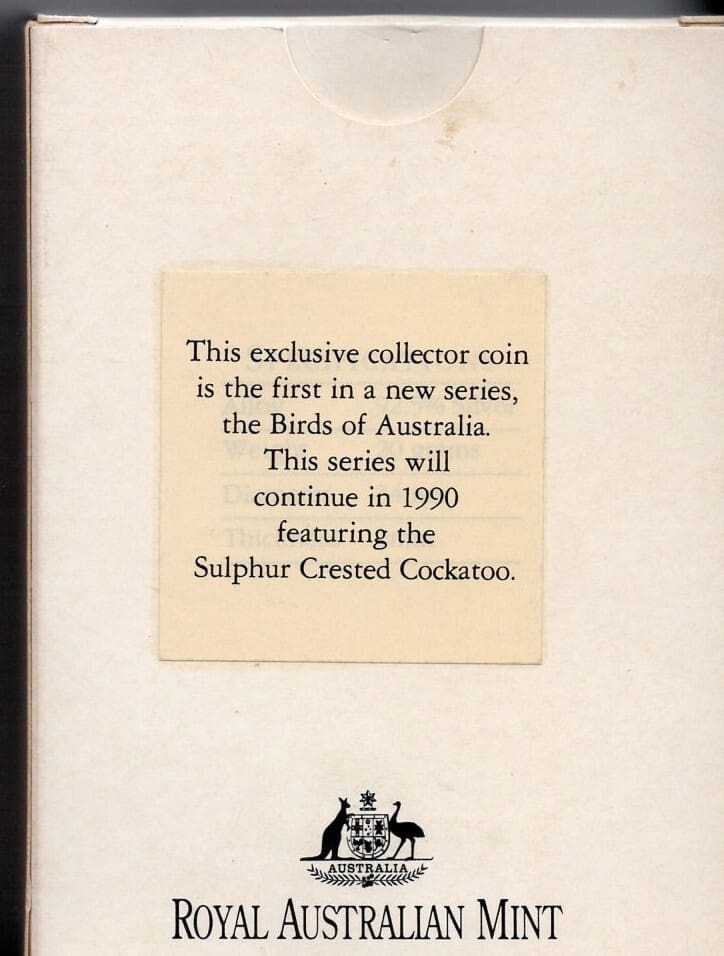 This exclusive collector coin
is the first in a new series,
the Birds of Australia.
This series will
continue in 1990
featuring the
Sulphur Crested Cockatoo.
AUSTRALIA
ROYAL AUSTRALIAN MINT